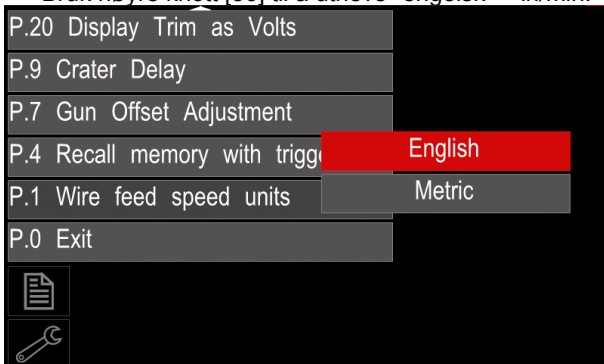 P.20 Display Trim as Volts
P.9 Crater Delay
P.7 Gun Offset Adjustment
P.4 Recall memory with trigge
English
P.1 Wire feed speed units
Metric
P.0 Exit